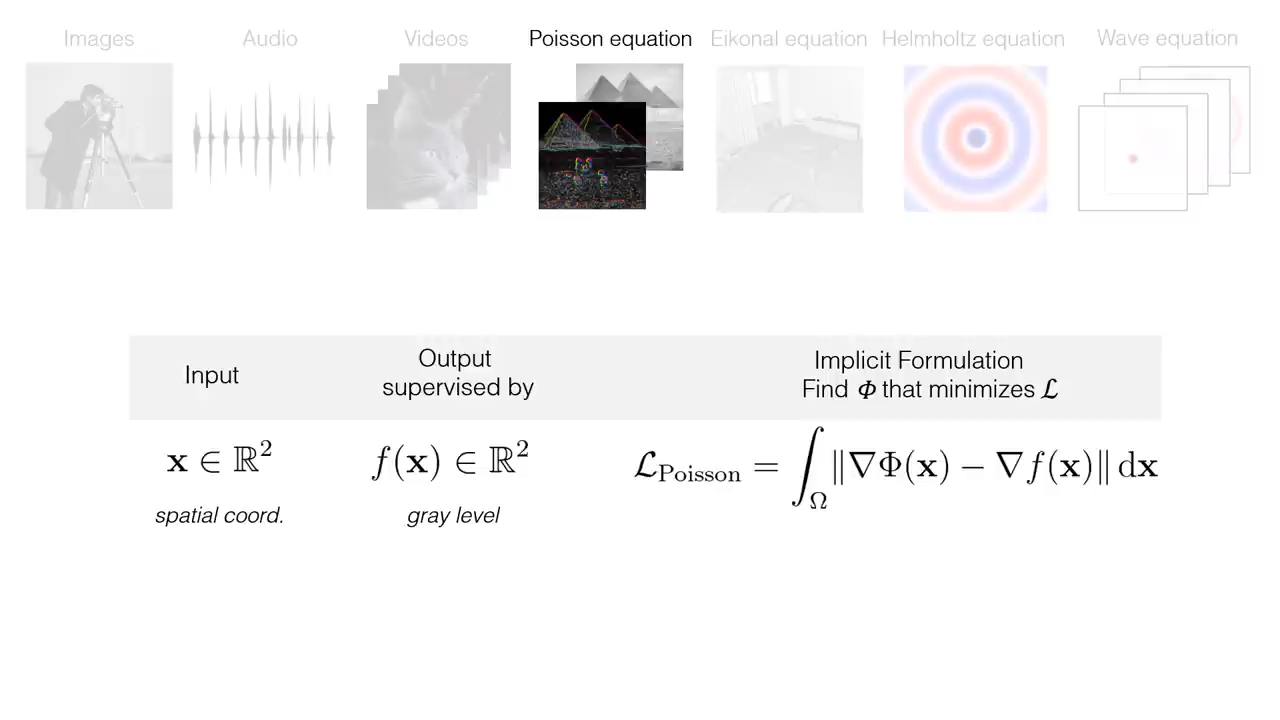 Images Audio Videos Poisson equation Eikonal equation Helmholtz equation Wave equation
Input
Output
supervised by
Implicit Formulation
Find Φ that minimizes ℒ
𝐱 ∈ ℝ²
f(𝐱) ∈ ℝ²
ℒ_Poisson = ∫_Ω ‖∇Φ(𝐱) − ∇f(𝐱)‖ d𝐱
spatial coord.
gray level